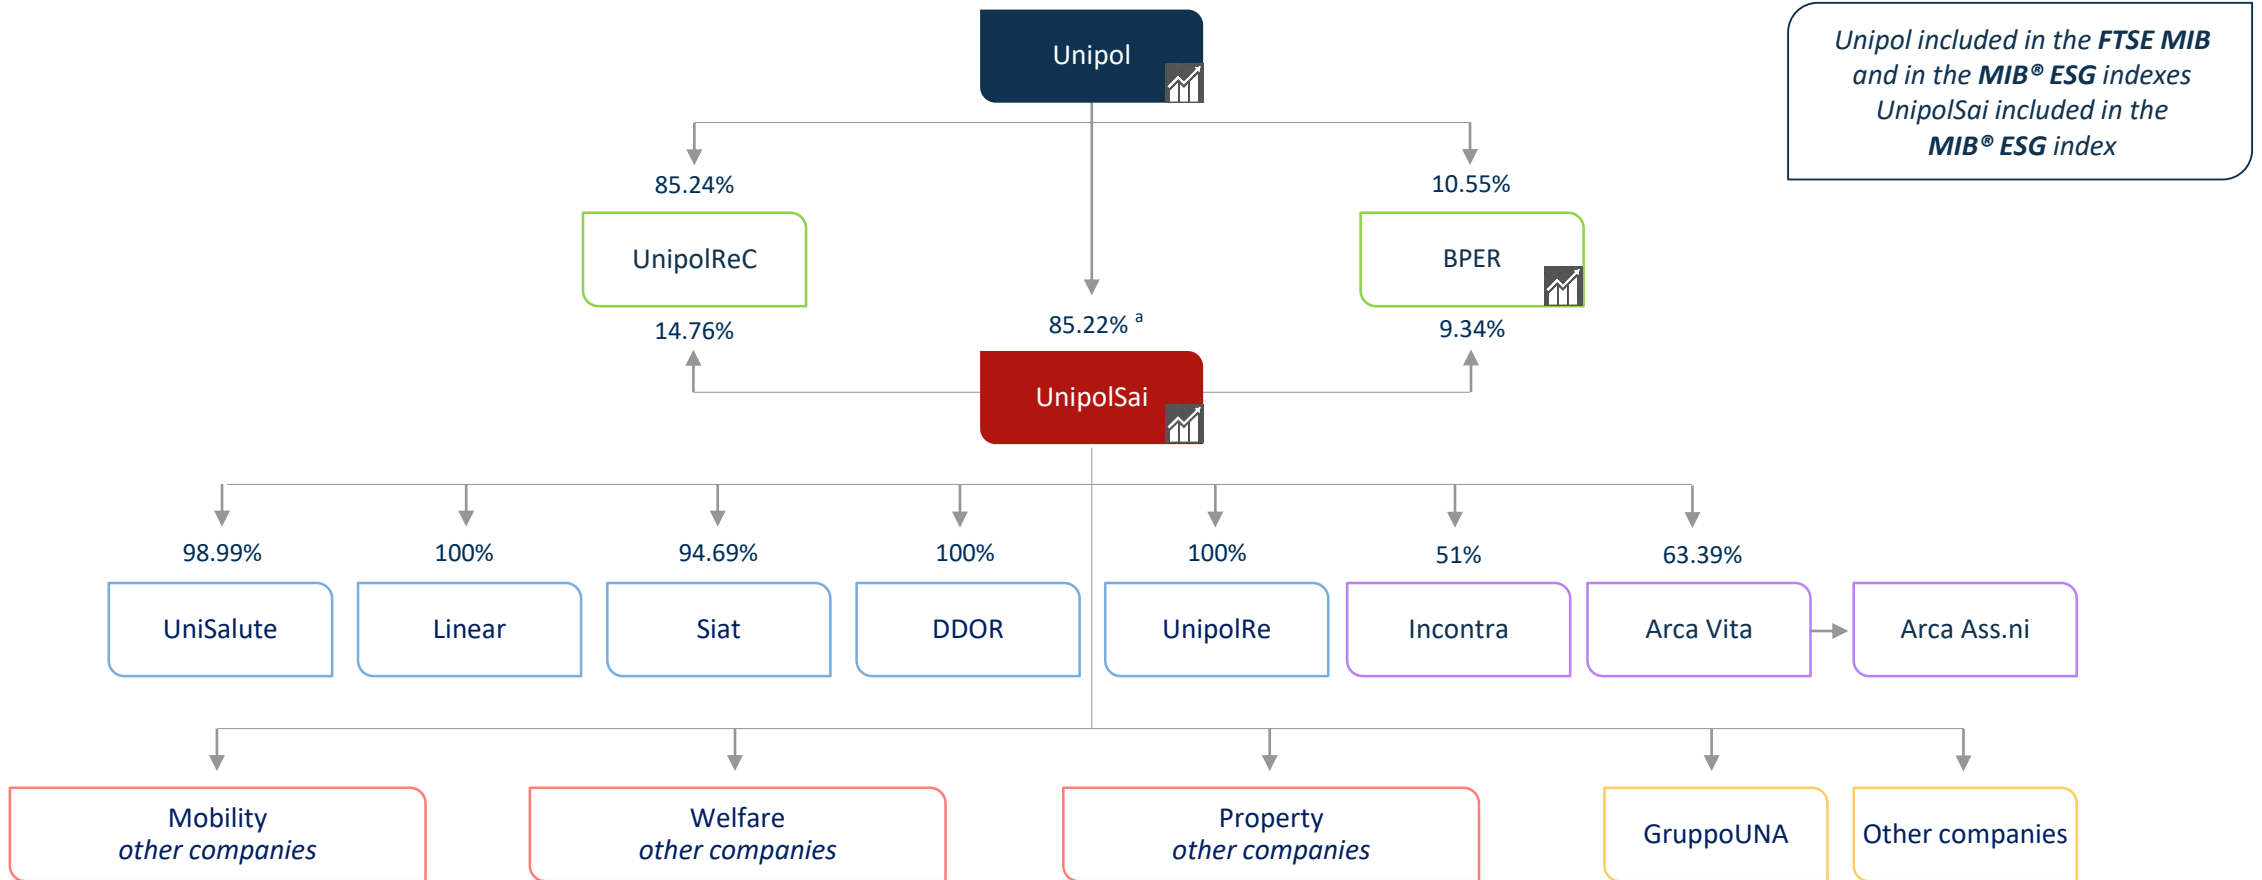 Unipol
Unipol included in the FTSE MIB
and in the MIB® ESG indexes
UnipolSai included in the
MIB® ESG index
85.24%
10.55%
UnipolReC
BPER
14.76%
85.22% a
9.34%
UnipolSai
98.99%
100%
94.69%
100%
100%
51%
63.39%
UniSalute
Linear
Siat
DDOR
UnipolRe
Incontra
Arca Vita
Arca Ass.ni
Mobility
other companies
Welfare
other companies
Property
other companies
GruppoUNA
Other companies